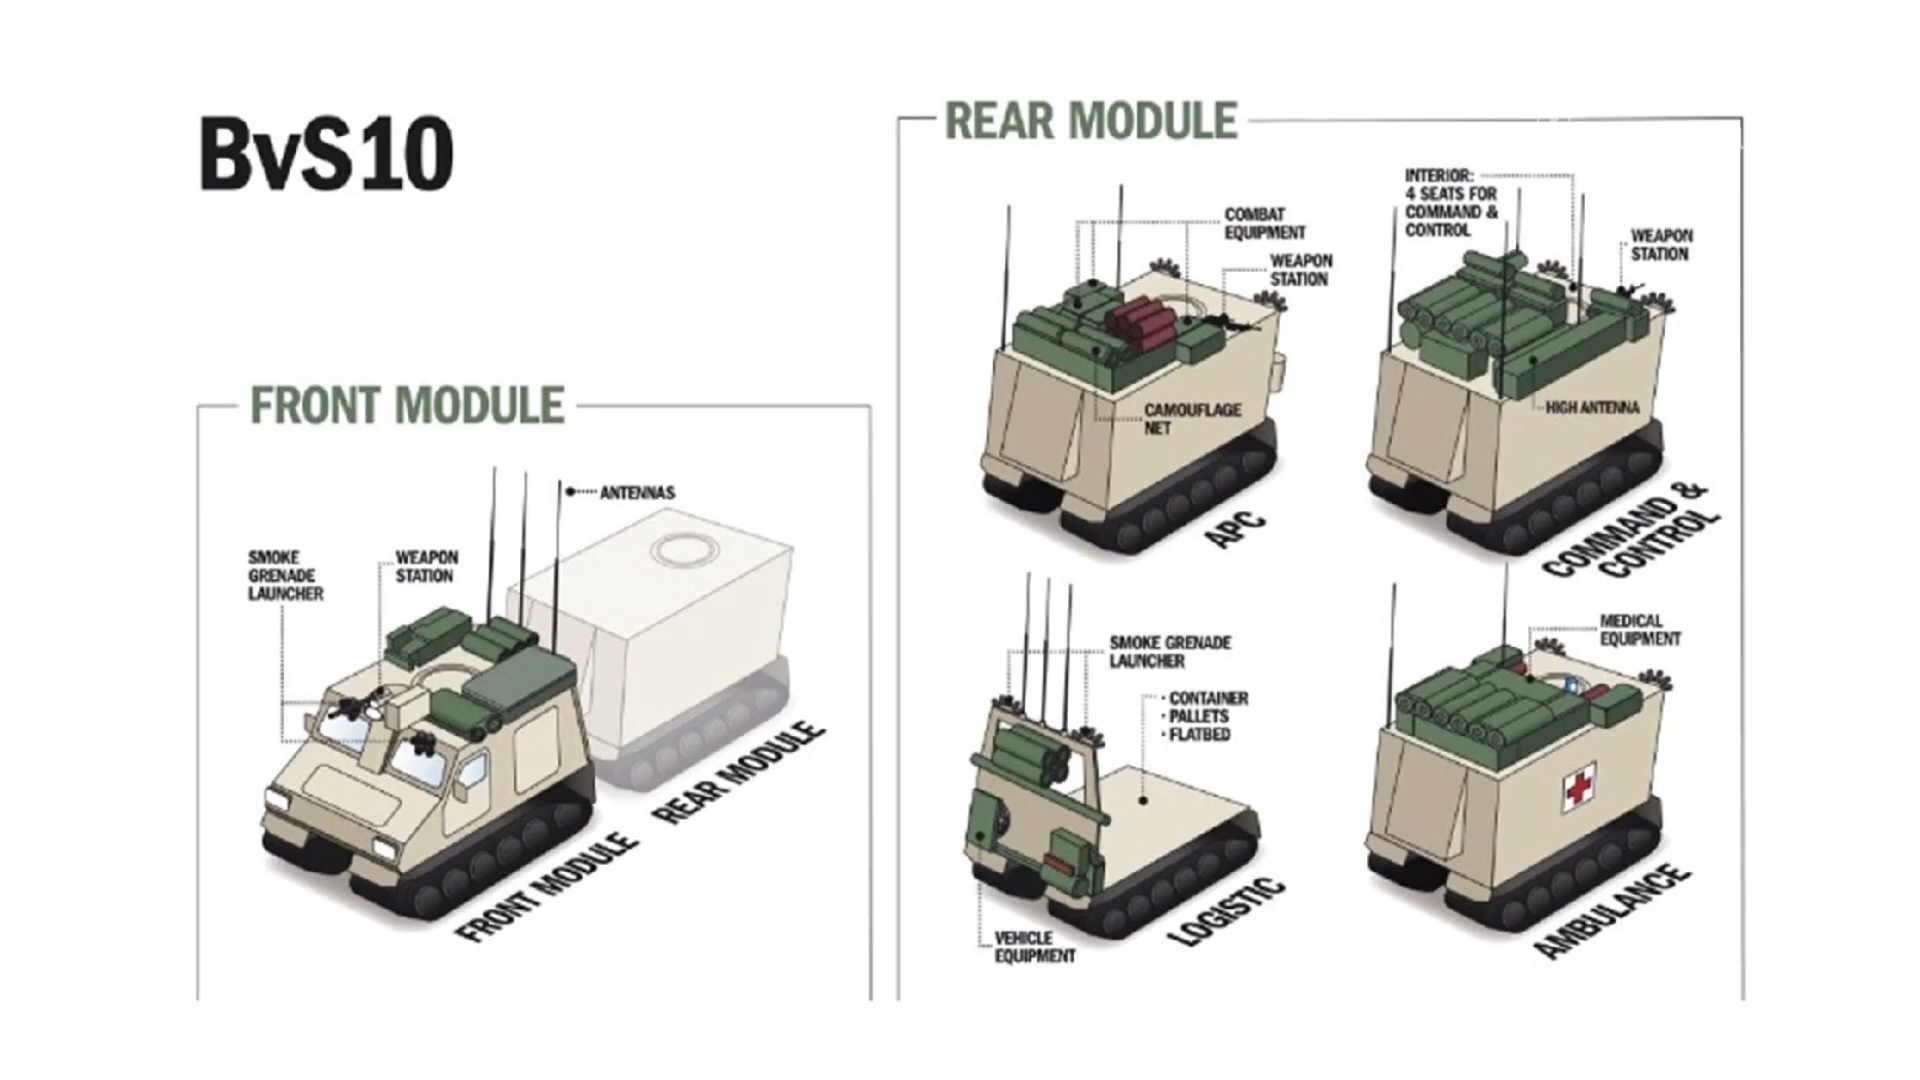 BvS10
FRONT MODULE
ANTENNAS
SMOKE
GRENADE
LAUNCHER
WEAPON
STATION
REAR MODULE
FRONT MODULE
REAR MODULE
COMBAT
EQUIPMENT
WEAPON
STATION
CAMOUFLAGE
NET
APC
INTERIOR:
4 SEATS FOR
COMMAND &
CONTROL
WEAPON
STATION
HIGH ANTENNA
COMMAND &
CONTROL
SMOKE GRENADE
LAUNCHER
· CONTAINER
· PALLETS
· FLATBED
VEHICLE
EQUIPMENT
LOGISTIC
MEDICAL
EQUIPMENT
AMBULANCE